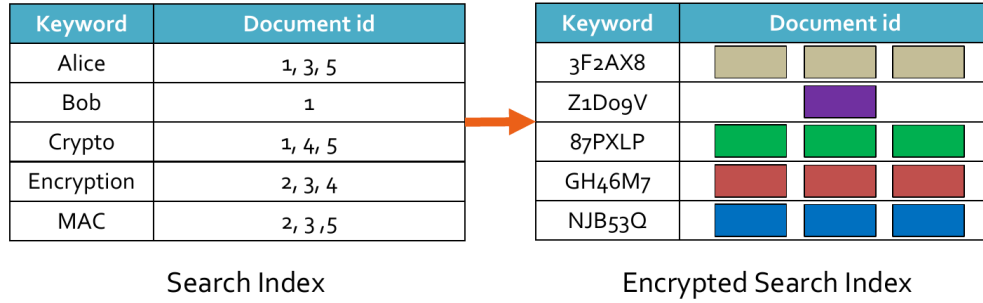 Keyword Document id
Alice 1, 3, 5
Bob 1
Crypto 1, 4, 5
Encryption 2, 3, 4
MAC 2, 3 ,5
Search Index
Keyword Document id
3F2AX8
Z1D09V
87PXLP
GH46M7
NJB53Q
Encrypted Search Index